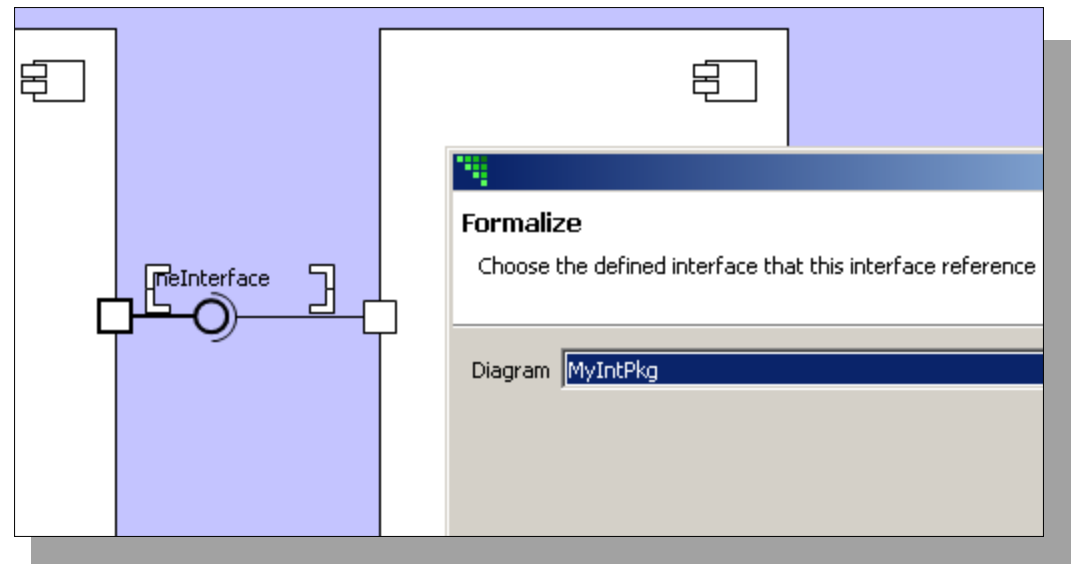 neInterface
Formalize
Choose the defined interface that this interface reference
Diagram MyIntPkg